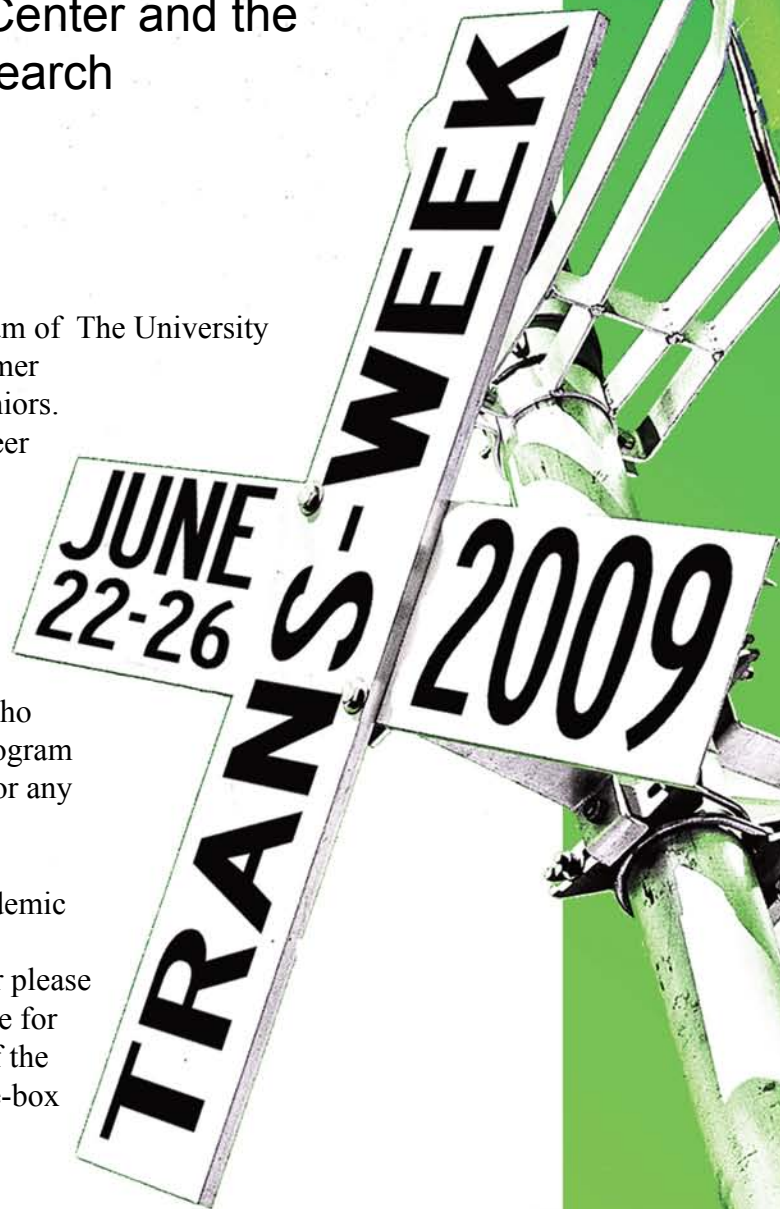 Center and the
earch
am of The University
mer
niors.
eer
ho
ogram
or any
demic
r please
e for
f the
-box
TRANS-WEEK
JUNE
22-26
2009